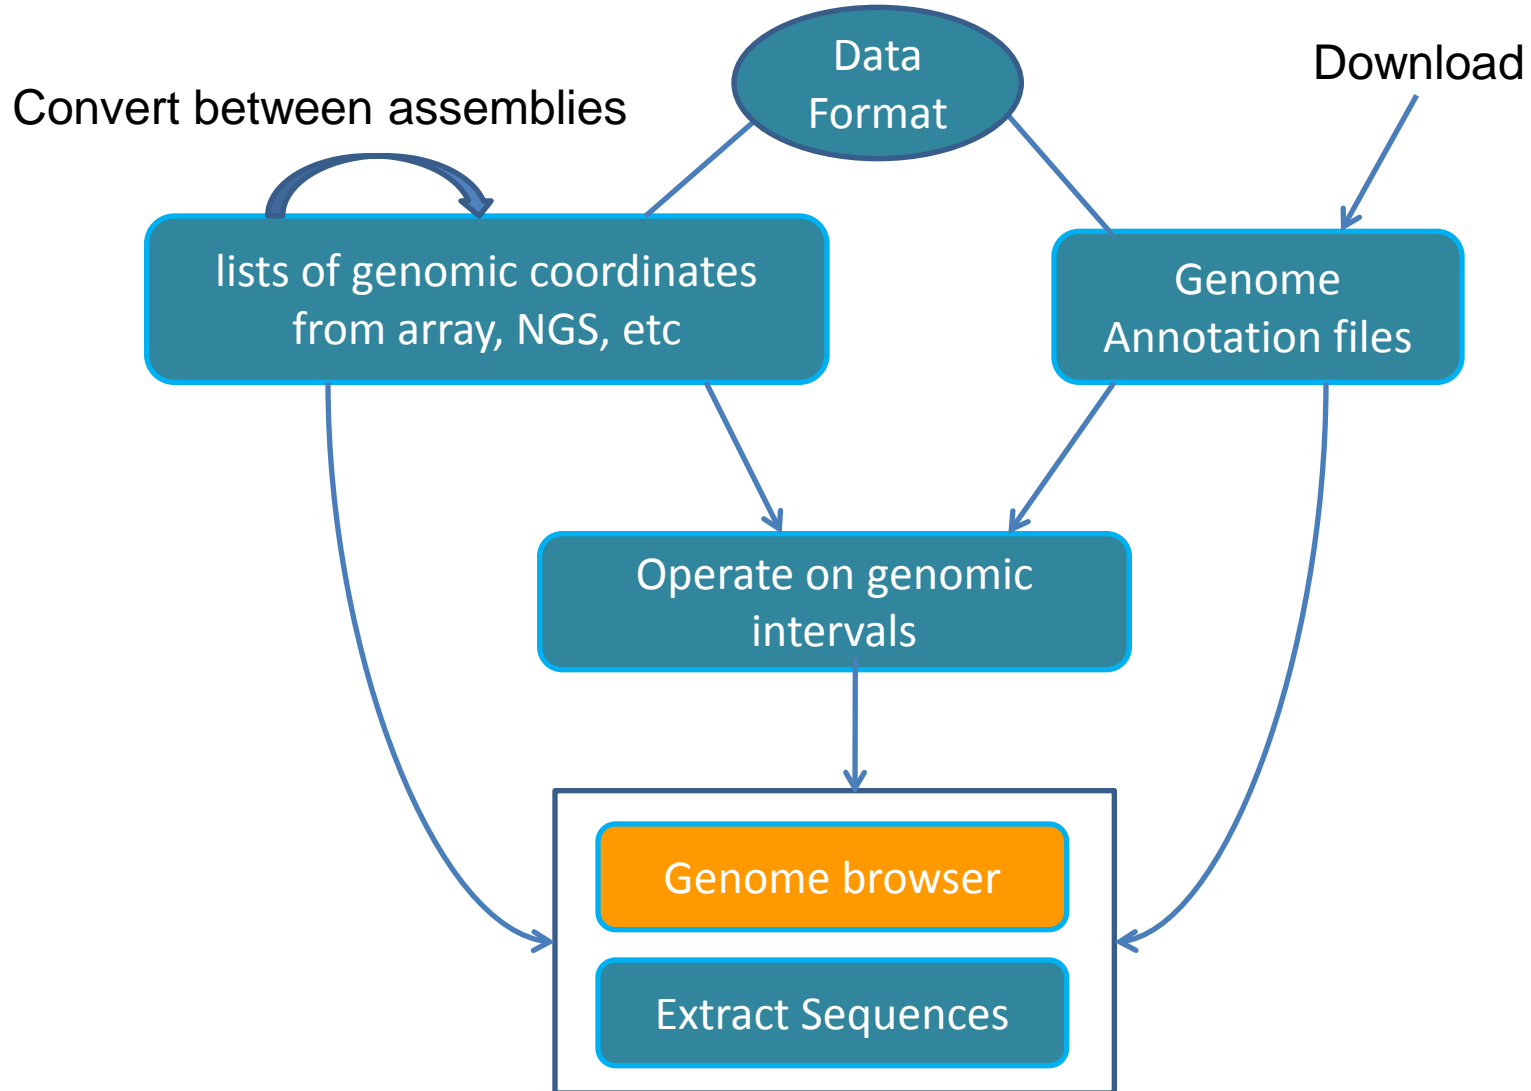 Data
Format
Download
Convert between assemblies
lists of genomic coordinates
from array, NGS, etc
Genome
Annotation files
Operate on genomic
intervals
Genome browser
Extract Sequences